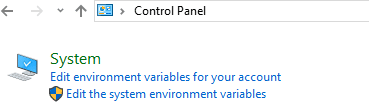 Control Panel
System
Edit environment variables for your account
Edit the system environment variables